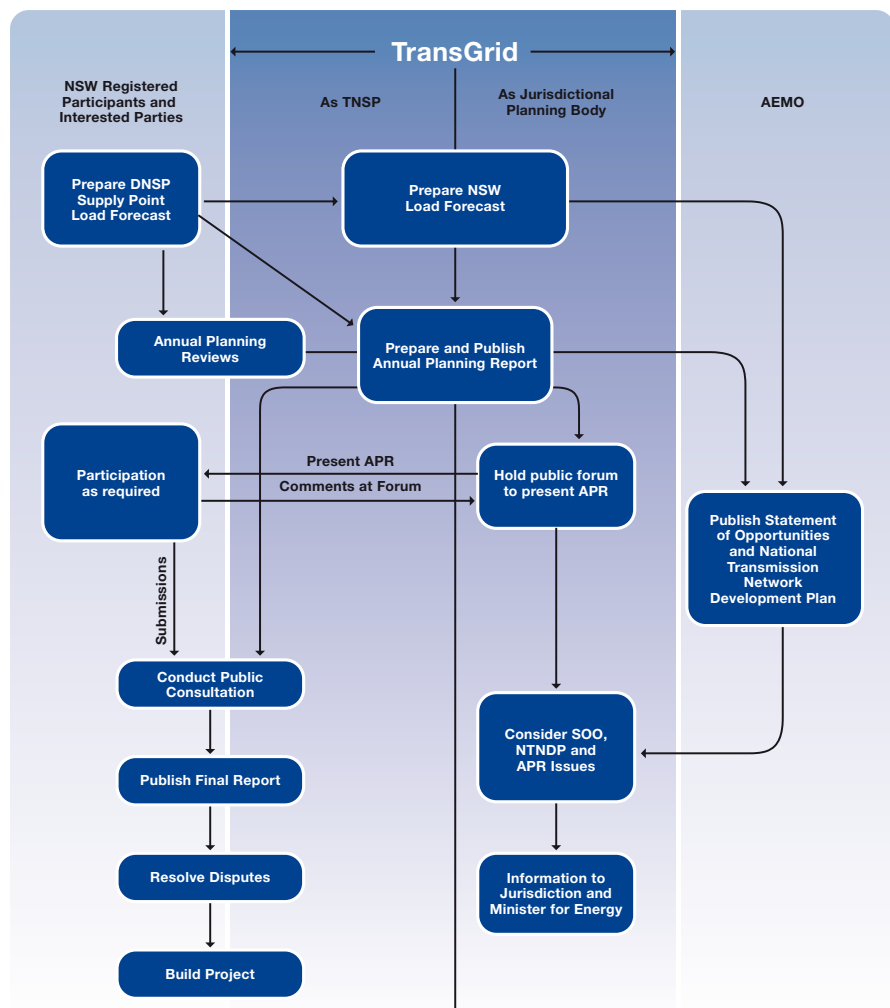 TransGrid
NSW Registered
Participants and
Interested Parties
As TNSP
As Jurisdictional
Planning Body
AEMO
Prepare DNSP
Supply Point
Load Forecast
Prepare NSW
Load Forecast
Annual Planning
Reviews
Prepare and Publish
Annual Planning Report
Participation
as required
Present APR
Comments at Forum
Hold public forum
to present APR
Publish Statement
of Opportunities
and National
Transmission
Network
Development Plan
Submissions
Conduct Public
Consultation
Consider SOO,
NTNDP and
APR Issues
Publish Final Report
Resolve Disputes
Information to
Jurisdiction and
Minister for Energy
Build Project